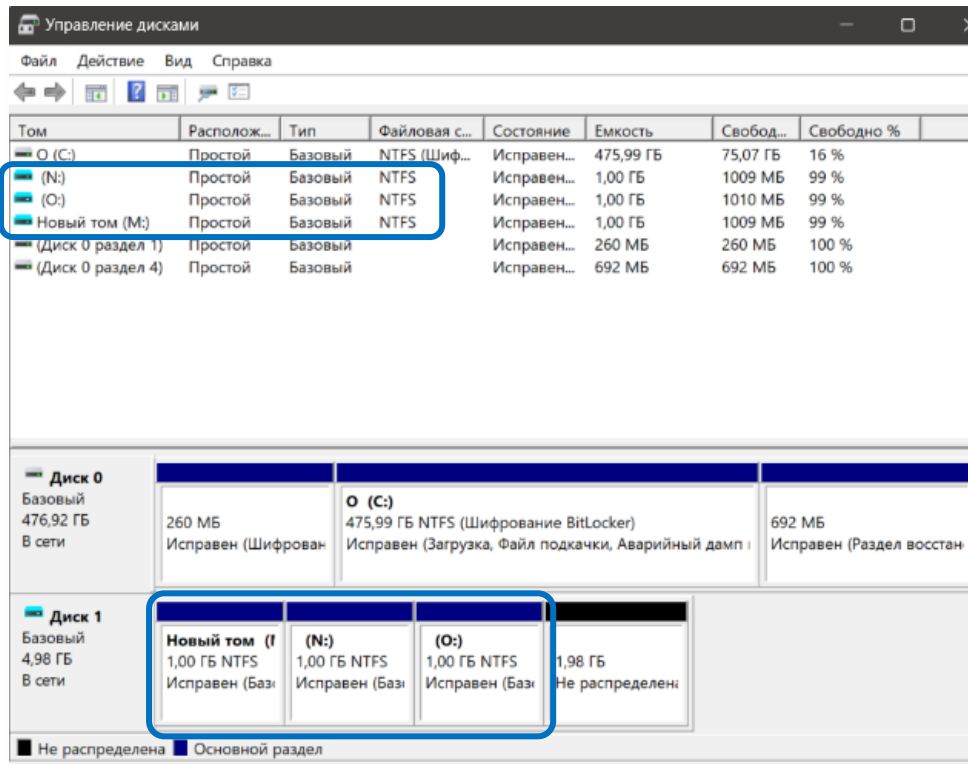 Управление дисками
Файл Действие Вид Справка
Том Располож... Тип Файловая с... Состояние Емкость Свобод... Свободно %
O (C:) Простой Базовый NTFS (Шиф... Исправен... 475,99 ГБ 75,07 ГБ 16 %
(N:) Простой Базовый NTFS Исправен... 1,00 ГБ 1009 МБ 99 %
(O:) Простой Базовый NTFS Исправен... 1,00 ГБ 1010 МБ 99 %
Новый том (M:) Простой Базовый NTFS Исправен... 1,00 ГБ 1009 МБ 99 %
(Диск 0 раздел 1) Простой Базовый Исправен... 260 МБ 260 МБ 100 %
(Диск 0 раздел 4) Простой Базовый Исправен... 692 МБ 692 МБ 100 %
Диск 0
Базовый
476,92 ГБ
В сети
260 МБ
Исправен (Шифрован
O (C:)
475,99 ГБ NTFS (Шифрование BitLocker)
Исправен (Загрузка, Файл подкачки, Аварийный дамп
692 МБ
Исправен (Раздел восстан
Диск 1
Базовый
4,98 ГБ
В сети
Новый том (
1,00 ГБ NTFS
Исправен (Баз
(N:)
1,00 ГБ NTFS
Исправен (Баз
(O:)
1,00 ГБ NTFS
Исправен (Баз
1,98 ГБ
Не распределен
Не распределена Основной раздел